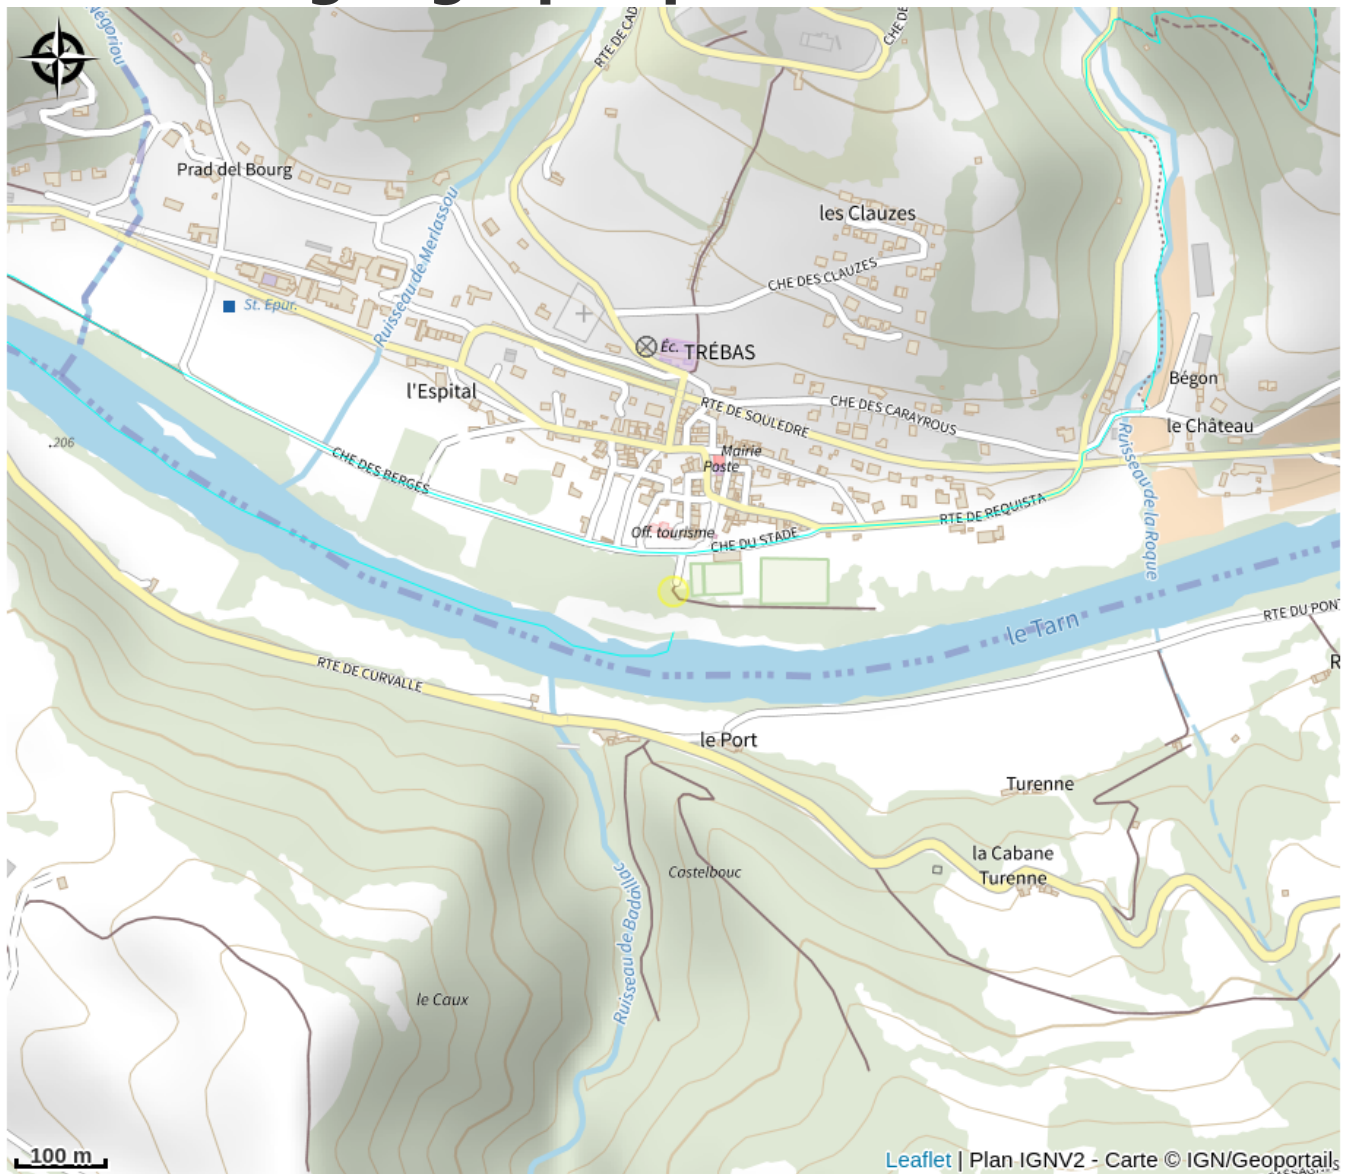 Négoriou
RTE DE CAD
CHE DE
Prad del Bourg
Ruisseau de Merlassou
les Clauzes
CHE DES CLAUZES
St. Epur.
Éc.
TRÉBAS
l'Espital
Bégon
le Château
RTE DE SOULEDRE
CHE DES CARAYROUS
.206
CHE DES BERGES
Mairie
Poste
Ruisseau de la Roque
RTE DE REQUISTA
Off. tourisme
CHE DU STADE
le Tarn
RTE DU PONT
R
RTE DE CURVALLE
le Port
Turenne
la Cabane
Turenne
Castelbouc
Ruisseau de Badaillac
le Caux
100 m
Leaflet | Plan IGNV2 - Carte © IGN/Geoportail